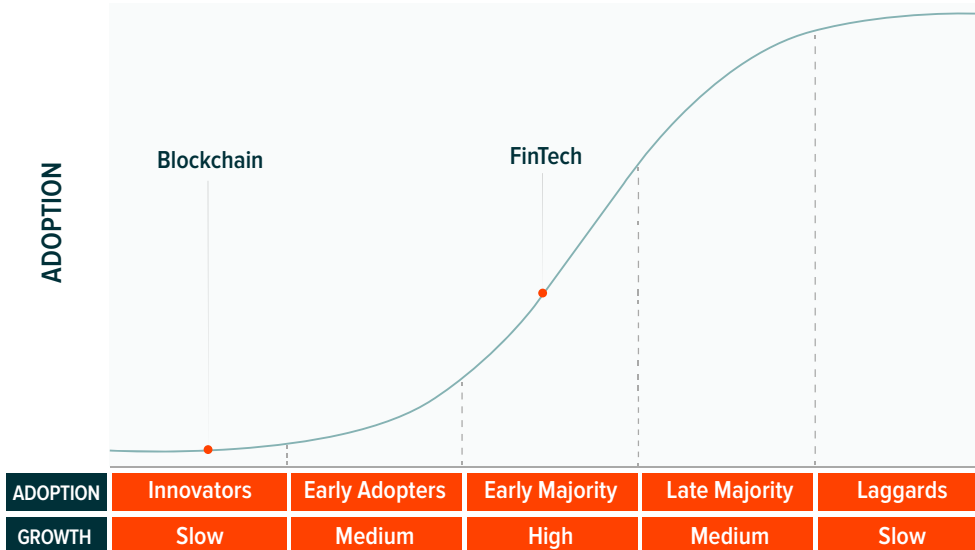 Blockchain
FinTech
ADOPTION
ADOPTION Innovators Early Adopters Early Majority Late Majority Laggards
GROWTH Slow Medium High Medium Slow